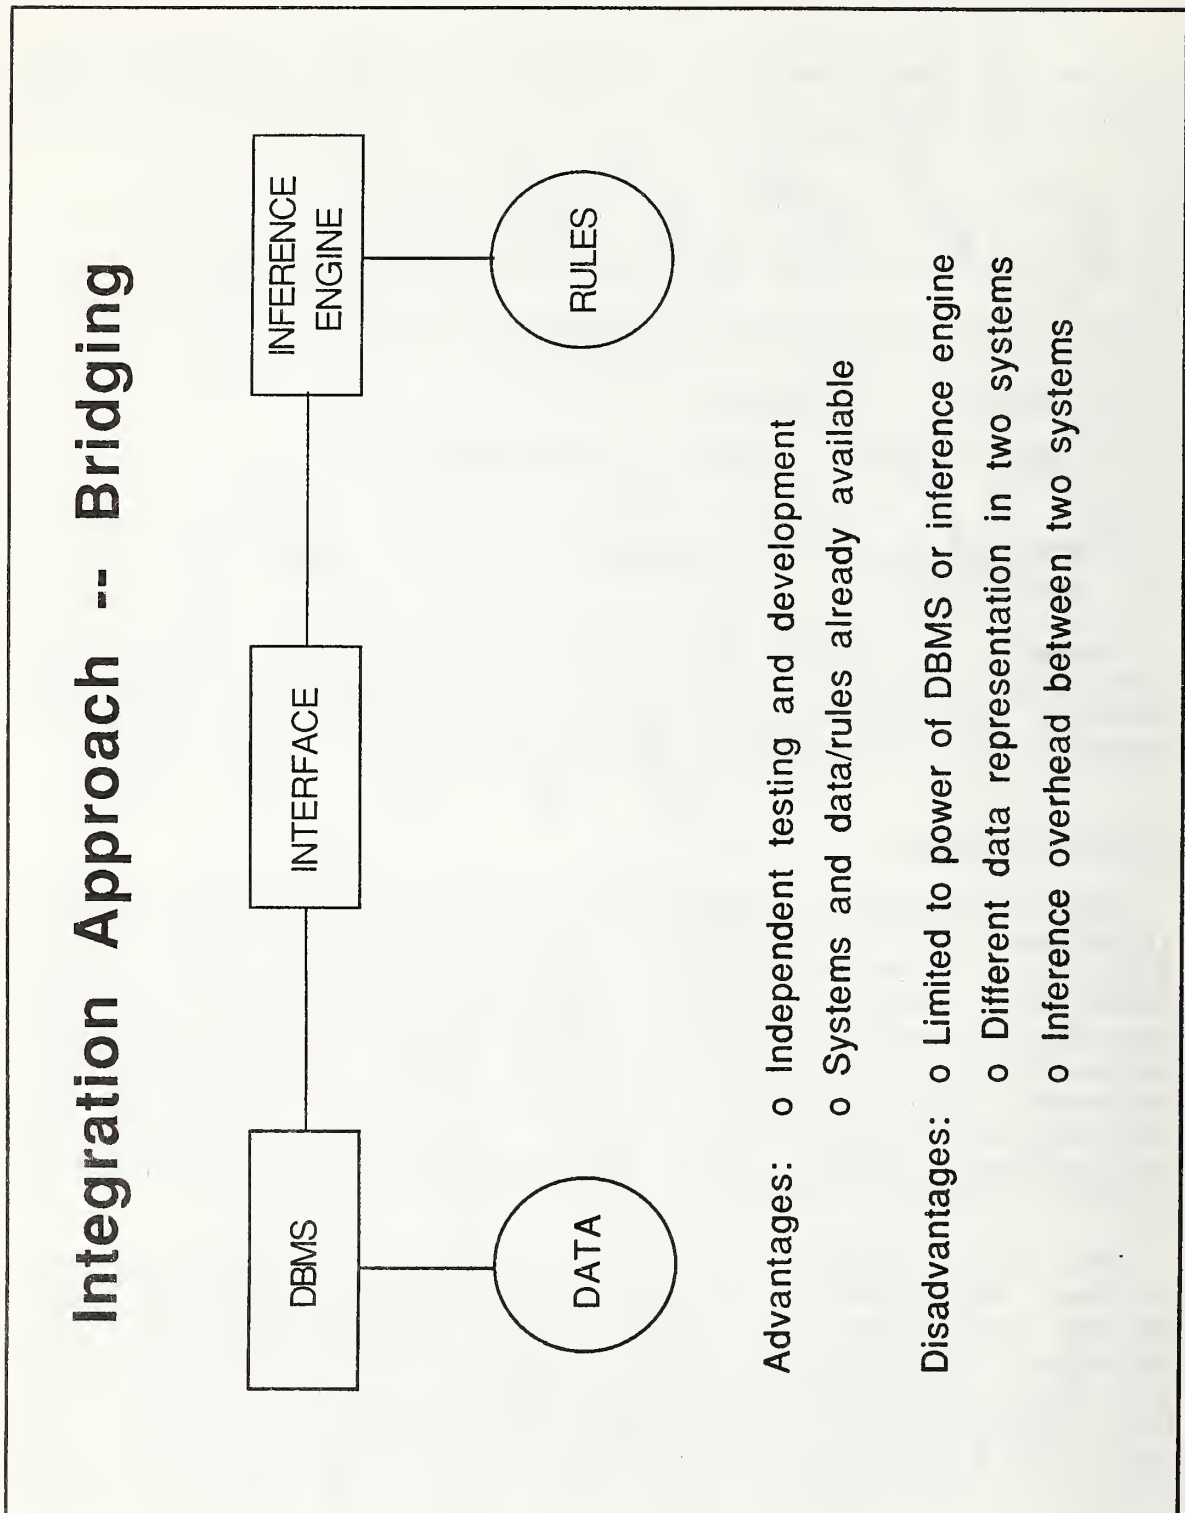 Integration Approach -- Bridging
DBMS
INTERFACE
INFERENCE
ENGINE
DATA
RULES
Advantages: o Independent testing and development
o Systems and data/rules already available
Disadvantages: o Limited to power of DBMS or inference engine
o Different data representation in two systems
o Inference overhead between two systems